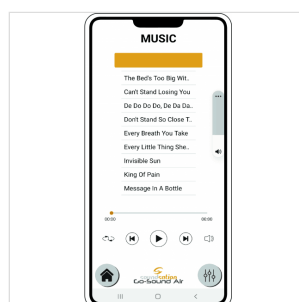 MUSIC
The Bed's Too Big Wit..
Can't Stand Losing You
De Do Do Do, De Da Da..
Don't Stand So Close T..
Every Breath You Take
Every Little Thing She..
Invisible Sun
King Of Pain
Message In A Bottle
00:00 00:00
soundsation
Go-Sound Air